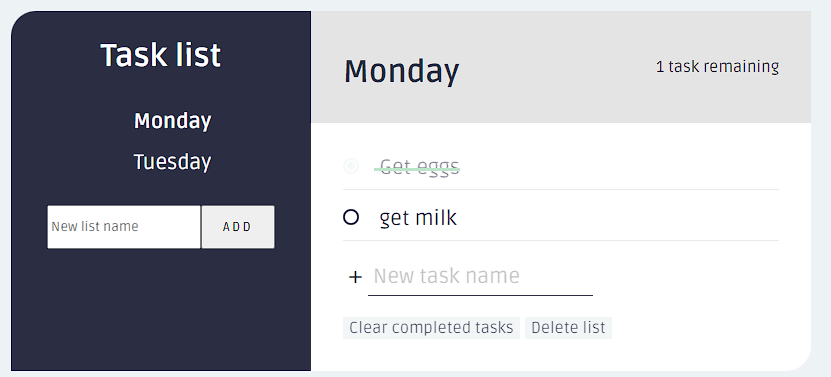 Task list
Monday
Tuesday
New list name
ADD
Monday
1 task remaining
Get eggs
get milk
+ New task name
Clear completed tasks
Delete list